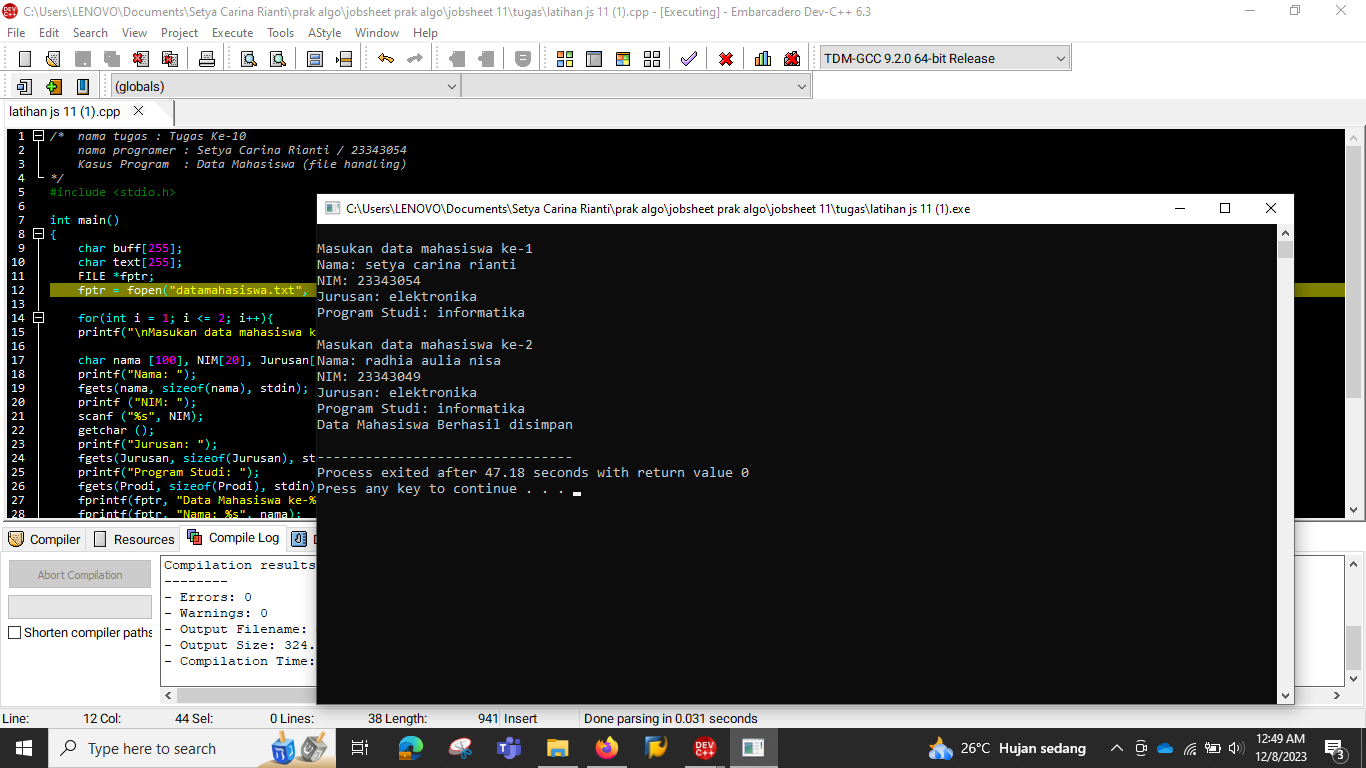 C:\Users\LENOVO\Documents\Setya Carina Rianti\prak algo\jobsheet prak algo\jobsheet 11\tugas\latihan js 11 (1).cpp - [Executing] - Embarcadero Dev-C++ 6.3
File Edit Search View Project Execute Tools AStyle Window Help
TDM-GCC 9.2.0 64-bit Release
(globals)
latihan js 11 (1).cpp
1 /* nama tugas : Tugas Ke-10
2 nama programer : Setya Carina Rianti / 23343054
3 Kasus Program : Data Mahasiswa (file handling)
4 */
5 #include <stdio.h>
6
7 int main()
8 {
9 char buff[255];
10 char text[255];
11 FILE *fptr;
12 fptr = fopen("datamahasiswa.txt",
13
14 for(int i = 1; i <= 2; i++){
15 printf("\nMasukan data mahasiswa k
16
17 char nama [100], NIM[20], Jurusan[
18 printf("Nama: ");
19 fgets(nama, sizeof(nama), stdin);
20 printf ("NIM: ");
21 scanf ("%s", NIM);
22 getchar ();
23 printf("Jurusan: ");
24 fgets(Jurusan, sizeof(Jurusan), st
25 printf("Program Studi: ");
26 fgets(Prodi, sizeof(Prodi), stdin)
27 fprintf(fptr, "Data Mahasiswa ke-%
28 fprintf(fptr, "Nama: %s", nama);
C:\Users\LENOVO\Documents\Setya Carina Rianti\prak algo\jobsheet prak algo\jobsheet 11\tugas\latihan js 11 (1).exe
Masukan data mahasiswa ke-1
Nama: setya carina rianti
NIM: 23343054
Jurusan: elektronika
Program Studi: informatika
Masukan data mahasiswa ke-2
Nama: radhia aulia nisa
NIM: 23343049
Jurusan: elektronika
Program Studi: informatika
Data Mahasiswa Berhasil disimpan
--------------------------------
Process exited after 47.18 seconds with return value 0
Press any key to continue . . .
Compiler Resources Compile Log D
Abort Compilation
Shorten compiler paths
Compilation results
--------
- Errors: 0
- Warnings: 0
- Output Filename:
- Output Size: 324.
- Compilation Time:
Line: 12 Col: 44 Sel: 0 Lines: 38 Length: 941 Insert Done parsing in 0.031 seconds
Type here to search
DEV C++
26°C Hujan sedang
12:49 AM
12/8/2023
3